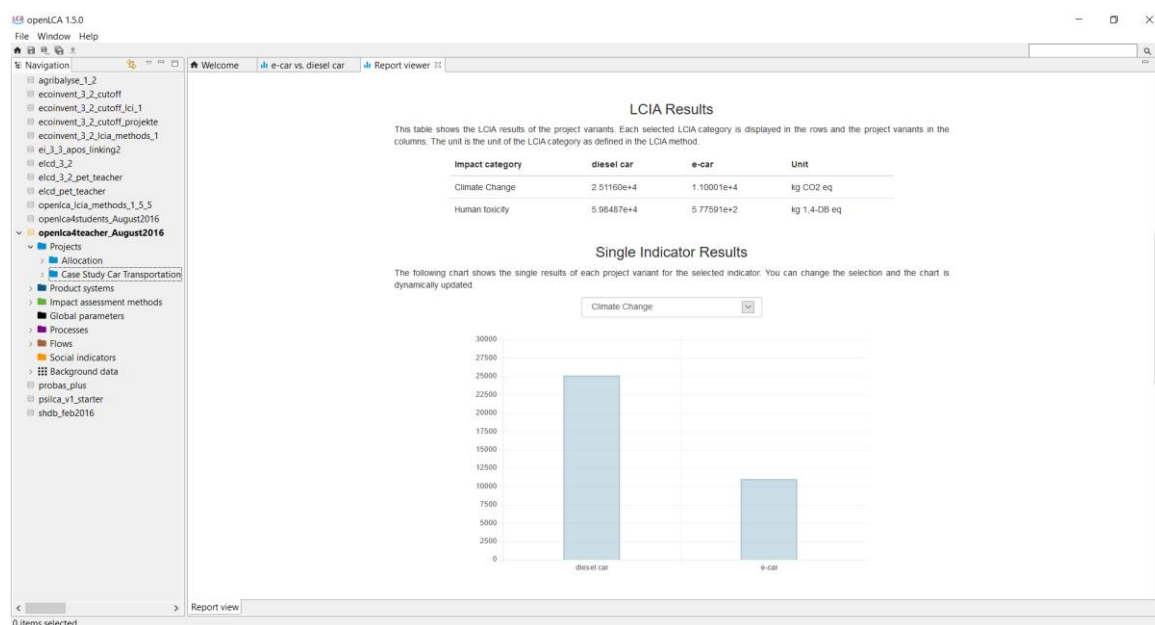 openLCA 1.5.0
File Window Help
Navigation
Welcome
e-car vs. diesel car
Report viewer
agribalyse_1_2
ecoinvent_3_2_cutoff
ecoinvent_3_2_cutoff_lci_1
ecoinvent_3_2_cutoff_projekte
ecoinvent_3_2_lcia_methods_1
ei_3_3_apos_linking2
elcd_3_2
elcd_3_2_pet_teacher
elcd_pet_teacher
openlca_lcia_methods_1_5_5
openlca4students_August2016
openlca4teacher_August2016
Projects
Allocation
Case Study Car Transportation
Product systems
Impact assessment methods
Global parameters
Processes
Flows
Social indicators
Background data
probas_plus
psilca_v1_starter
shdb_feb2016
LCIA Results
This table shows the LCIA results of the project variants. Each selected LCIA category is displayed in the rows and the project variants in the
columns. The unit is the unit of the LCIA category as defined in the LCIA method.
Impact category diesel car e-car Unit
Climate Change 2.51160e+4 1.10001e+4 kg CO2 eq
Human toxicity 5.98487e+4 5.77591e+2 kg 1,4-DB eq
Single Indicator Results
The following chart shows the single results of each project variant for the selected indicator. You can change the selection and the chart is
dynamically updated.
Climate Change
30000
27500
25000
22500
20000
17500
15000
12500
10000
7500
5000
2500
0
diesel car e-car
Report view
0 items selected